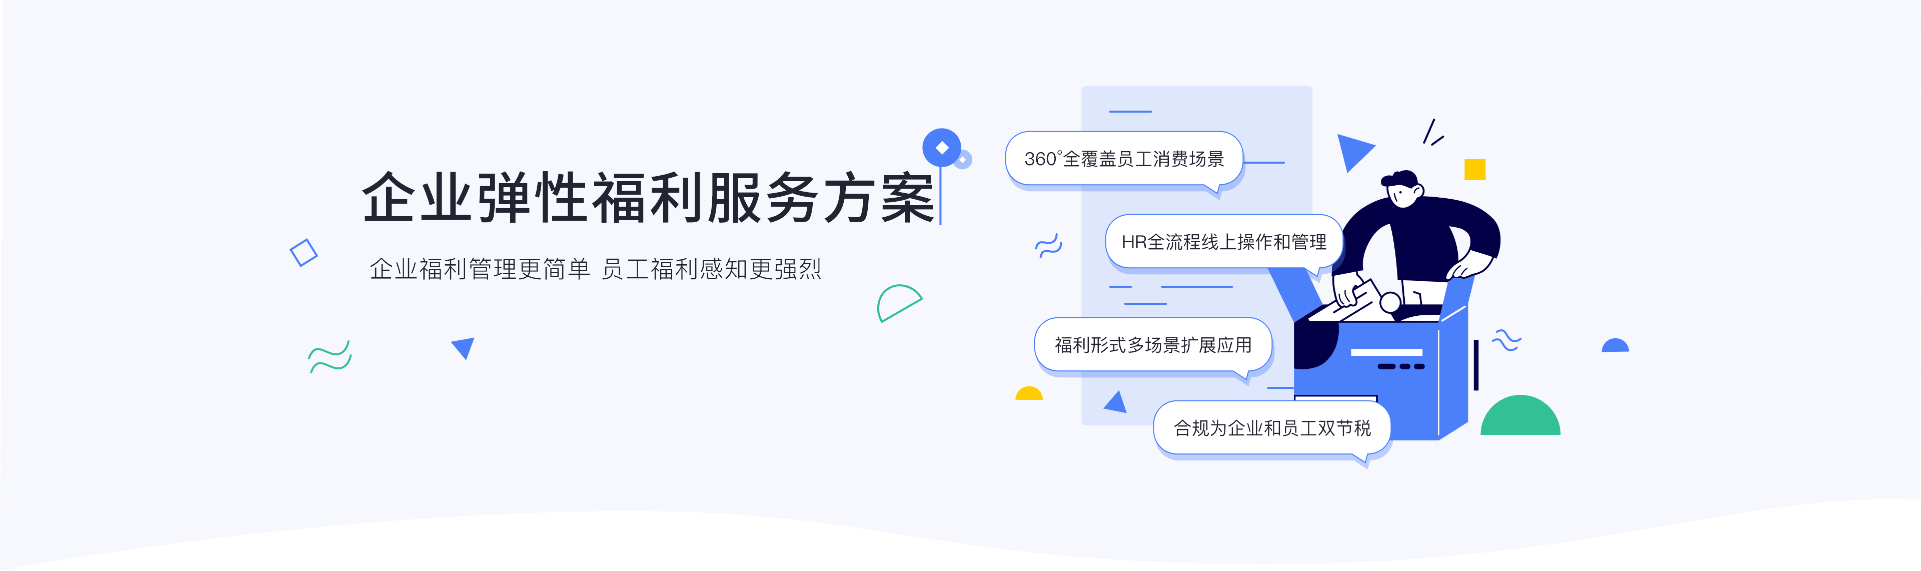 企业弹性福利服务方案
企业福利管理更简单 员工福利感知更强烈
360°全覆盖员工消费场景
HR全流程线上操作和管理
福利形式多场景扩展应用
合规为企业和员工双节税